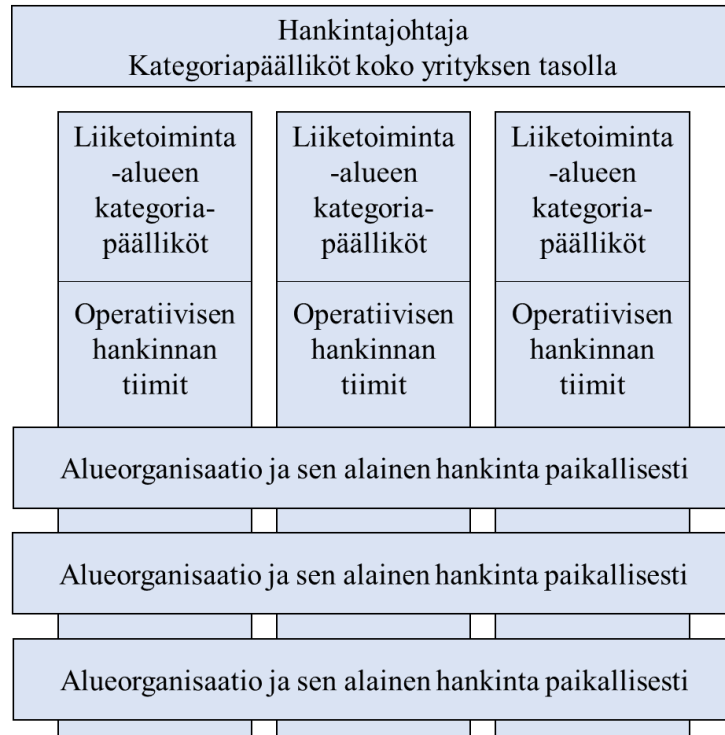 Hankintajohtaja
Kategoriapäälliköt koko yrityksen tasolla
Liiketoiminta
-alueen
kategoria-
päälliköt
Operatiivisen
hankinnan
tiimit
Liiketoiminta
-alueen
kategoria-
päälliköt
Operatiivisen
hankinnan
tiimit
Liiketoiminta
-alueen
kategoria-
päälliköt
Operatiivisen
hankinnan
tiimit
Alueorganisaatio ja sen alainen hankinta paikallisesti
Alueorganisaatio ja sen alainen hankinta paikallisesti
Alueorganisaatio ja sen alainen hankinta paikallisesti